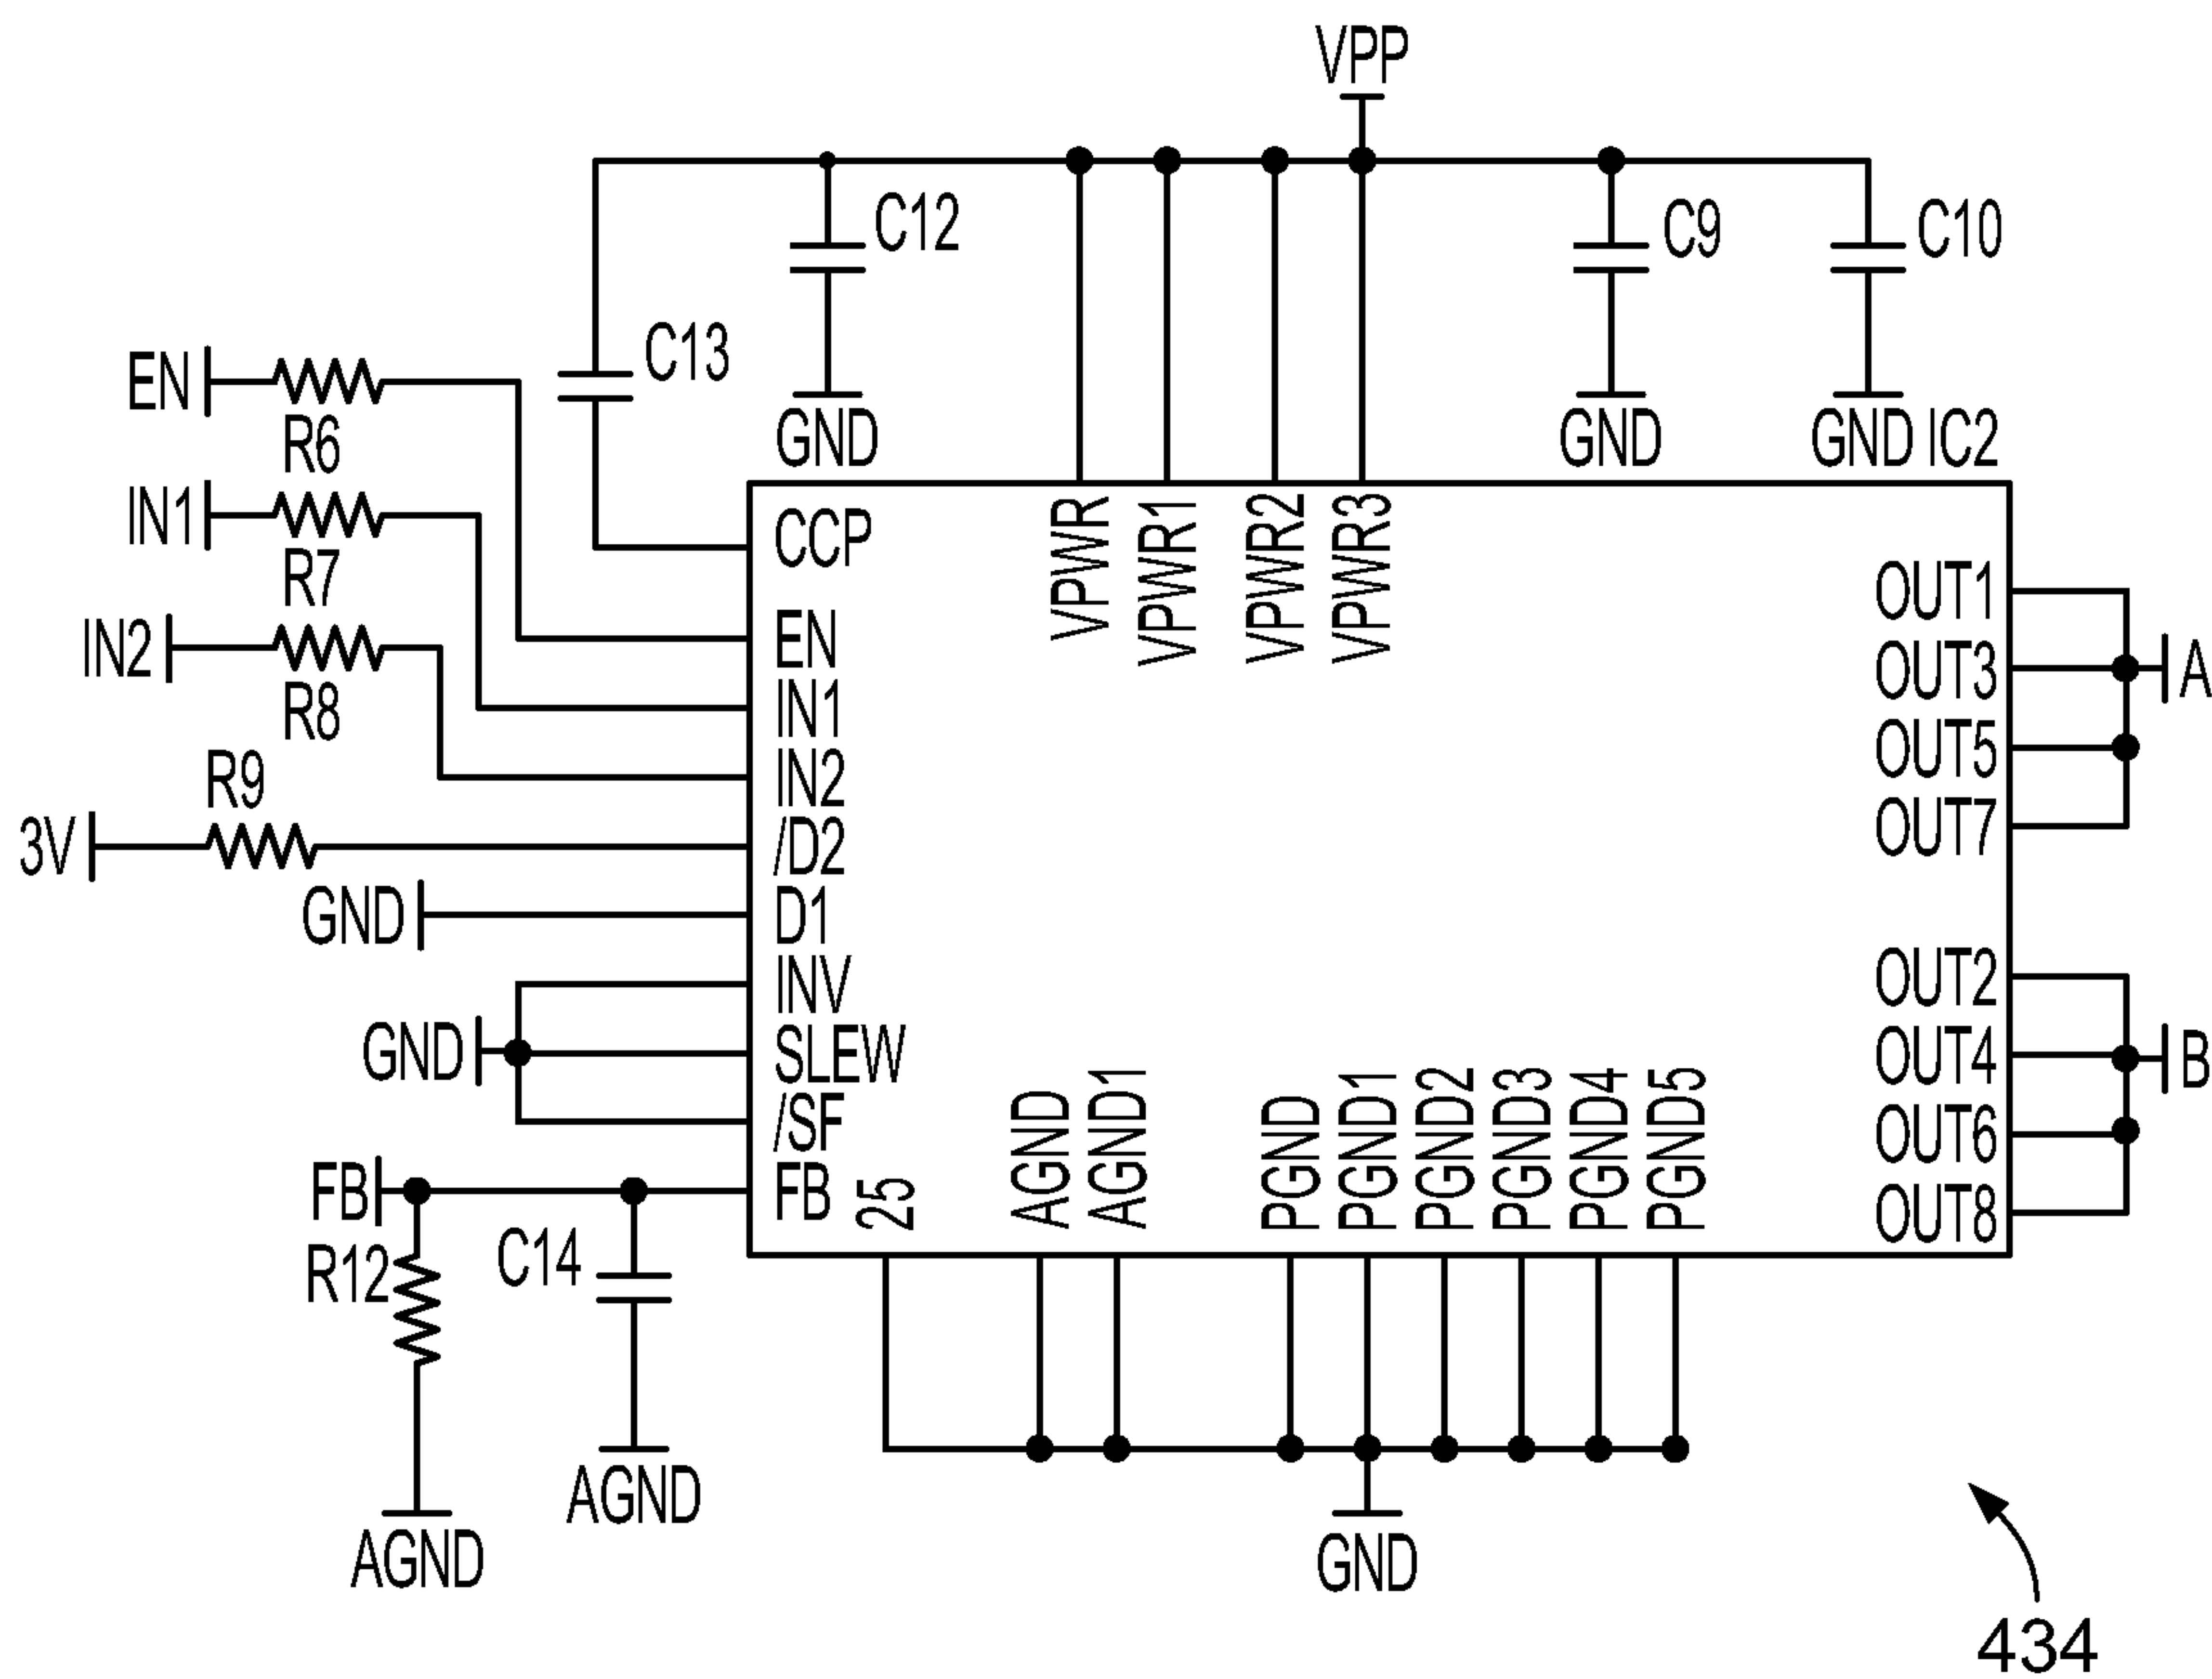 VPP
C12
C9
C10
C13
EN
R6
GND
GND
GND
IC2
IN1
R7
IN2
R8
R9
3V
GND
GND
FB
R12
C14
AGND
AGND
CCP
EN
IN1
IN2
/D2
D1
INV
SLEW
/SF
FB
25
VPWR
VPWR1
VPWR2
VPWR3
AGND
AGND1
PGND
PGND1
PGND2
PGND3
PGND4
PGND5
OUT1
OUT3
OUT5
OUT7
A
OUT2
OUT4
OUT6
OUT8
B
GND
434